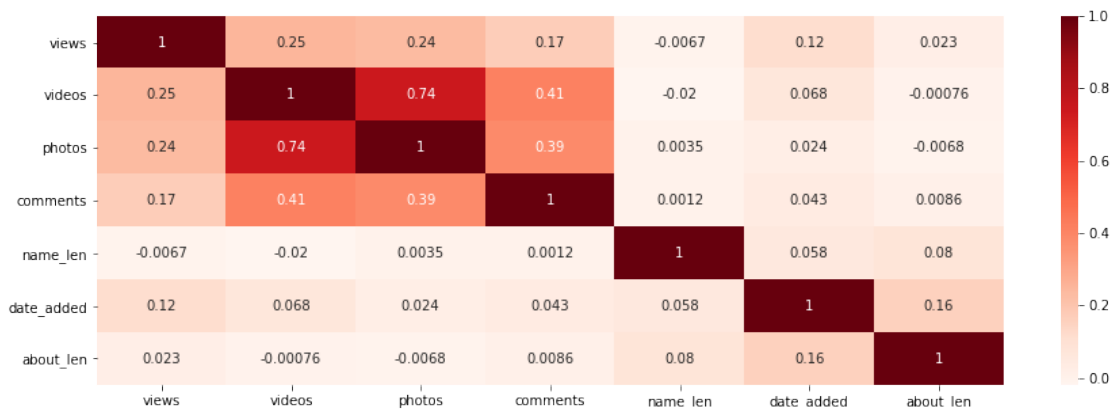 views 1 0.25 0.24 0.17 -0.0067 0.12 0.023
videos 0.25 1 0.74 0.41 -0.02 0.068 -0.00076
photos 0.24 0.74 1 0.39 0.0035 0.024 -0.0068
comments 0.17 0.41 0.39 1 0.0012 0.043 0.0086
name_len -0.0067 -0.02 0.0035 0.0012 1 0.058 0.08
date_added 0.12 0.068 0.024 0.043 0.058 1 0.16
about_len 0.023 -0.00076 -0.0068 0.0086 0.08 0.16 1
views videos photos comments name_len date_added about_len
1.0
0.8
0.6
0.4
0.2
0.0